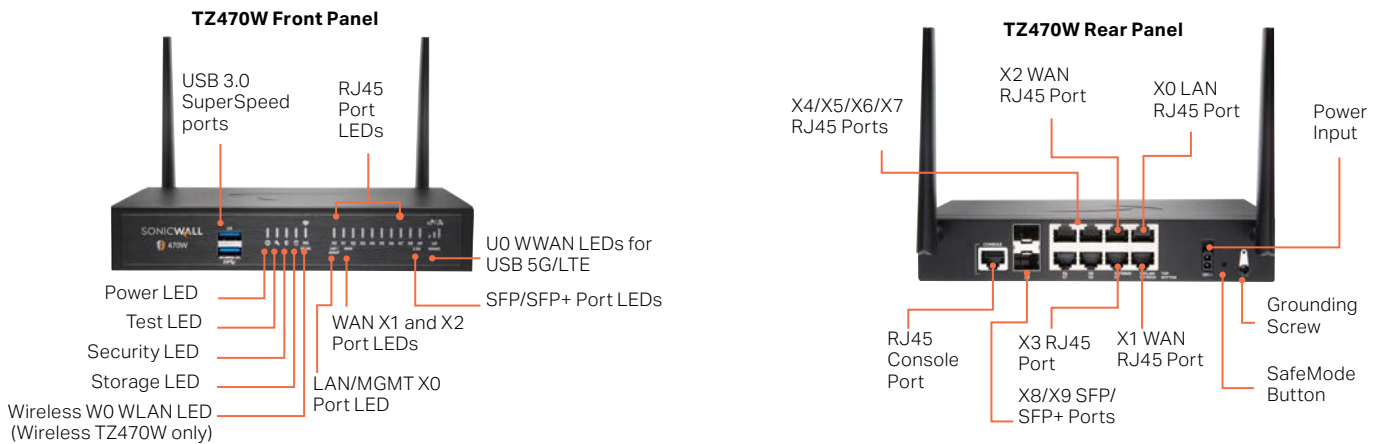 TZ470W Front Panel
USB 3.0
SuperSpeed
ports
RJ45
Port
LEDs
SONICWALL
470W
U0 WWAN LEDs for
USB 5G/LTE
SFP/SFP+ Port LEDs
Power LED
Test LED
Security LED
Storage LED
Wireless W0 WLAN LED
(Wireless TZ470W only)
WAN X1 and X2
Port LEDs
LAN/MGMT X0
Port LED
TZ470W Rear Panel
X4/X5/X6/X7
RJ45 Ports
X2 WAN
RJ45 Port
X0 LAN
RJ45 Port
Power
Input
CONSOLE
RJ45
Console
Port
X3 RJ45
Port
X1 WAN
RJ45 Port
X8/X9 SFP/
SFP+ Ports
Grounding
Screw
SafeMode
Button